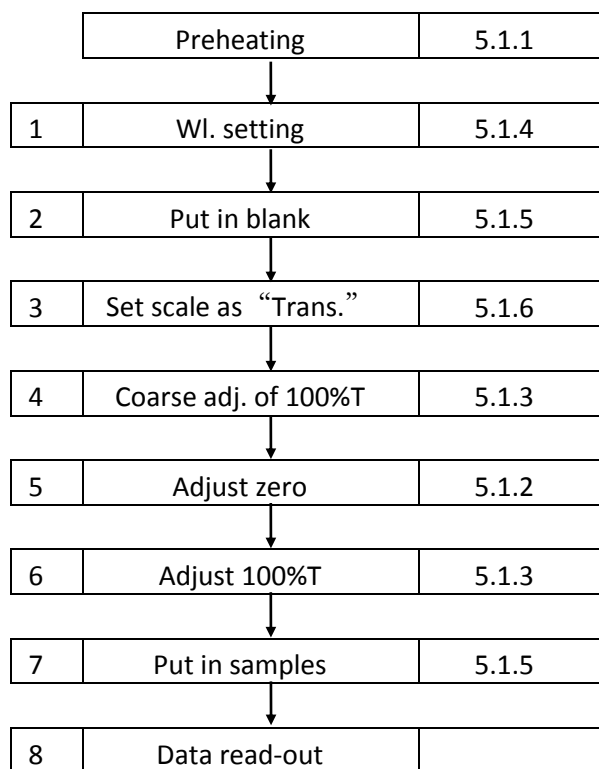 Preheating 5.1.1
1 Wl. setting 5.1.4
2 Put in blank 5.1.5
3 Set scale as “Trans.” 5.1.6
4 Coarse adj. of 100%T 5.1.3
5 Adjust zero 5.1.2
6 Adjust 100%T 5.1.3
7 Put in samples 5.1.5
8 Data read-out